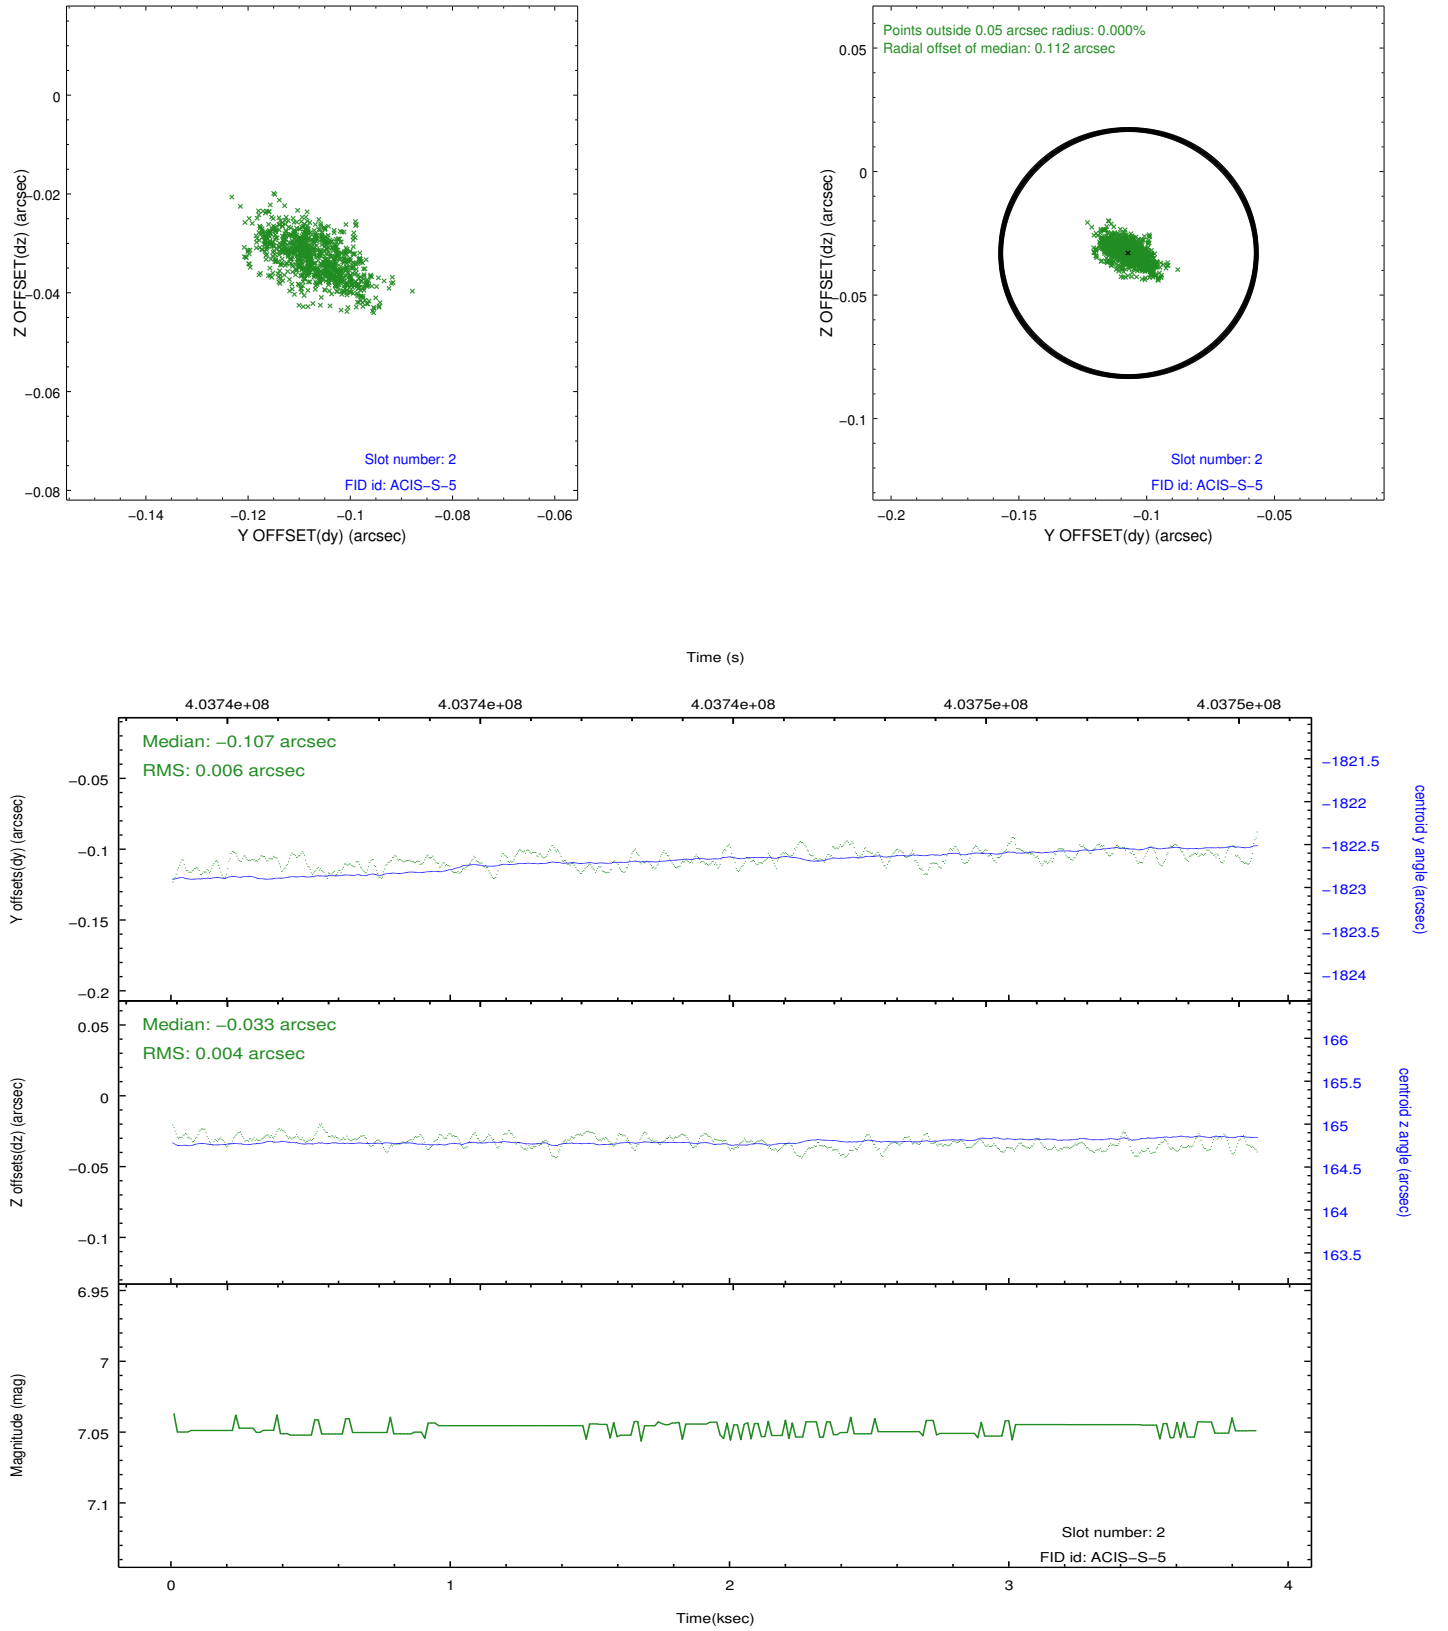 0
−0.02
−0.04
−0.06
−0.08
Z OFFSET(dz) (arcsec)
Slot number: 2
FID id: ACIS−S−5
−0.14 −0.12 −0.1 −0.08 −0.06
Y OFFSET(dy) (arcsec)
Points outside 0.05 arcsec radius: 0.000%
Radial offset of median: 0.112 arcsec
0.05
0
−0.05
−0.1
Z OFFSET(dz) (arcsec)
Slot number: 2
FID id: ACIS−S−5
−0.2 −0.15 −0.1 −0.05
Y OFFSET(dy) (arcsec)
Time (s)
4.0374e+08 4.0374e+08 4.0374e+08 4.0375e+08 4.0375e+08
Median: −0.107 arcsec
RMS: 0.006 arcsec
−0.05
−0.1
−0.15
−0.2
Y offsets(dy) (arcsec)
−1821.5
−1822
−1822.5
−1823
−1823.5
−1824
centroid y angle (arcsec)
Median: −0.033 arcsec
RMS: 0.004 arcsec
0.05
0
−0.05
−0.1
Z offsets(dz) (arcsec)
166
165.5
165
164.5
164
163.5
centroid z angle (arcsec)
6.95
7
7.05
7.1
Magnitude (mag)
Slot number: 2
FID id: ACIS−S−5
0 1 2 3 4
Time(ksec)